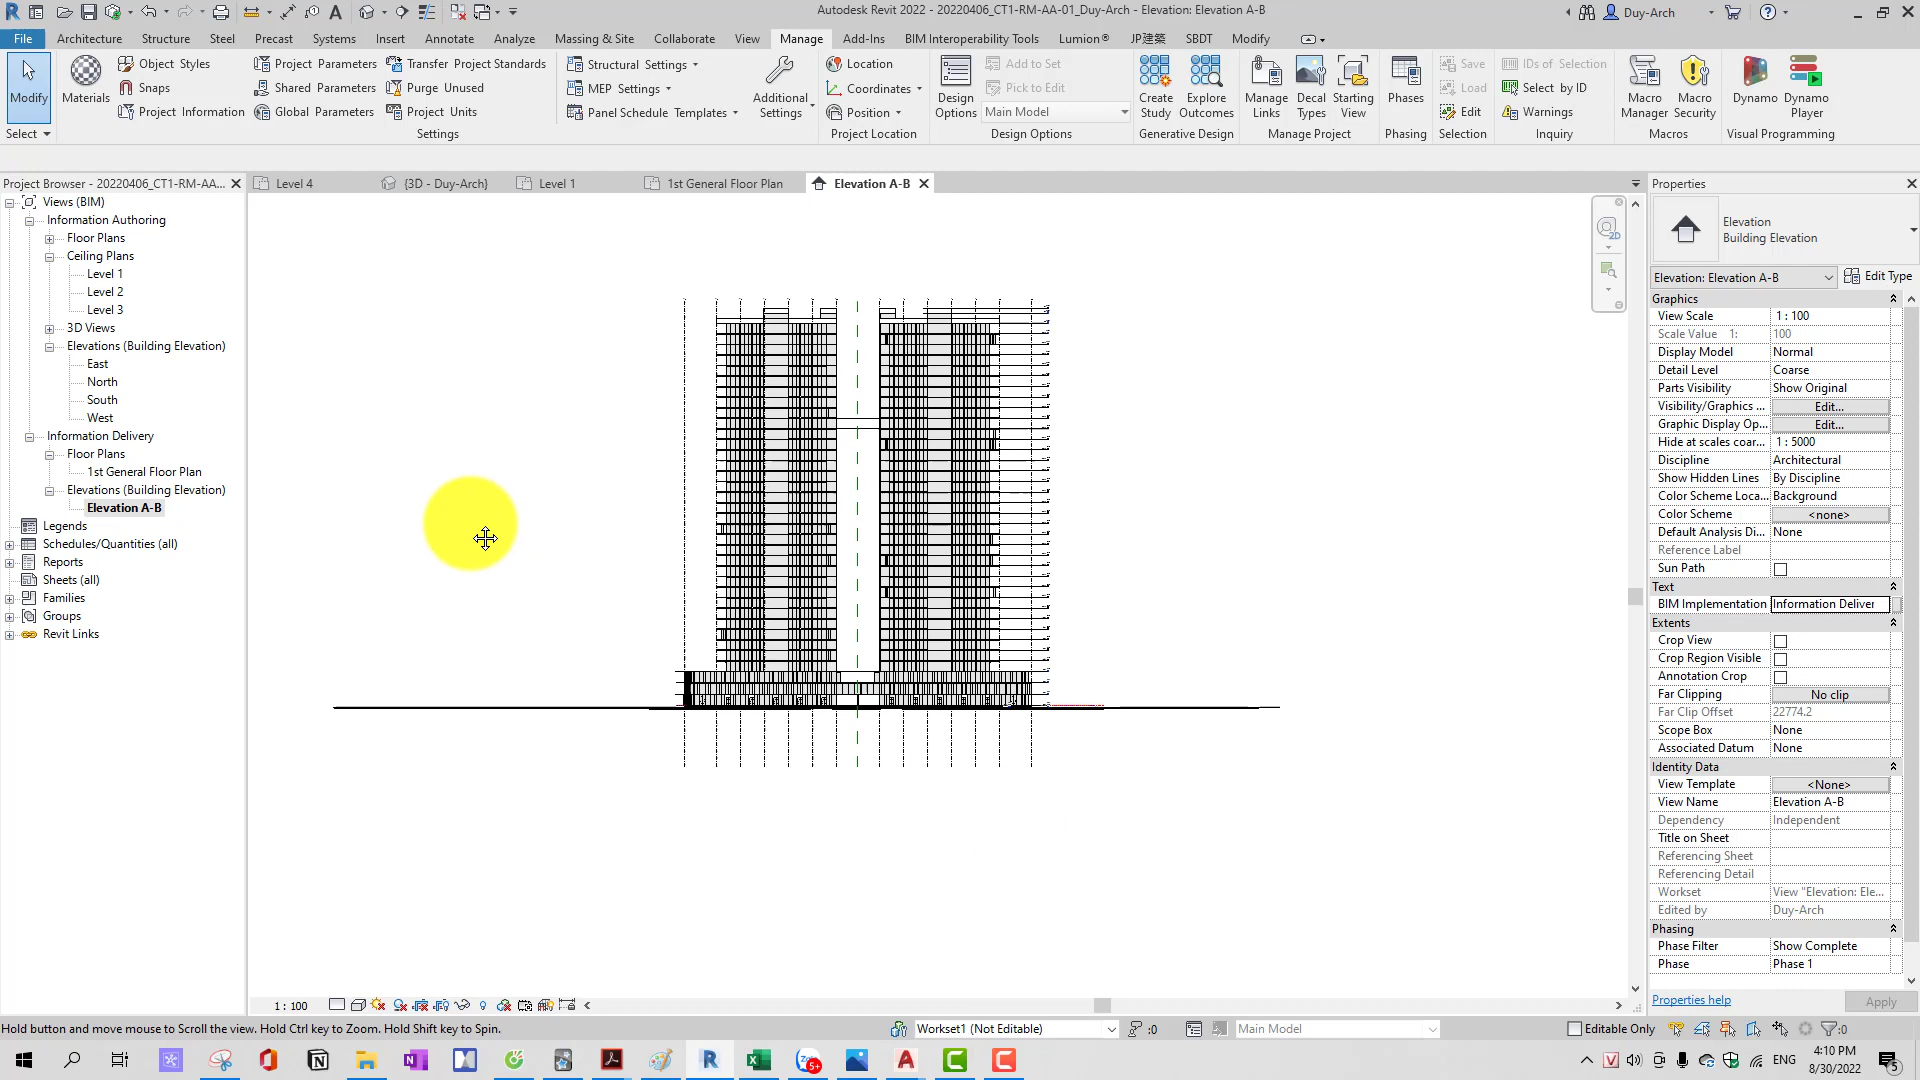 Autodesk Revit 2022 - 20220406_CT1-RM-AA-01_Duy-Arch - Elevation: Elevation A-B
Duy-Arch
File Architecture Structure Steel Precast Systems Insert Annotate Analyze Massing & Site Collaborate View Manage Add-Ins BIM Interoperability Tools Lumion® JP建築 SBDT Modify
Modify
Select
Materials
Object Styles
Snaps
Project Information
Project Parameters
Shared Parameters
Global Parameters
Transfer Project Standards
Purge Unused
Project Units
Settings
Structural Settings
MEP Settings
Panel Schedule Templates
Additional Settings
Location
Coordinates
Position
Project Location
Design Options
Add to Set
Pick to Edit
Main Model
Design Options
Create Study
Explore Outcomes
Generative Design
Manage Links
Decal Types
Starting View
Manage Project
Phases
Phasing
Save
Load
Edit
Selection
IDs of Selection
Select by ID
Warnings
Inquiry
Macro Manager
Macro Security
Macros
Dynamo
Dynamo Player
Visual Programming
Project Browser - 20220406_CT1-RM-AA...
Level 4
{3D - Duy-Arch}
Level 1
1st General Floor Plan
Elevation A-B
Views (BIM)
Information Authoring
Floor Plans
Ceiling Plans
Level 1
Level 2
Level 3
3D Views
Elevations (Building Elevation)
East
North
South
West
Information Delivery
Floor Plans
1st General Floor Plan
Elevations (Building Elevation)
Elevation A-B
Legends
Schedules/Quantities (all)
Reports
Sheets (all)
Families
Groups
Revit Links
2D
Properties
Elevation
Building Elevation
Elevation: Elevation A-B
Edit Type
Graphics
View Scale 1 : 100
Scale Value 1: 100
Display Model Normal
Detail Level Coarse
Parts Visibility Show Original
Visibility/Graphics ... Edit...
Graphic Display Op... Edit...
Hide at scales coar... 1 : 5000
Discipline Architectural
Show Hidden Lines By Discipline
Color Scheme Loca... Background
Color Scheme <none>
Default Analysis Di... None
Reference Label
Sun Path
Text
BIM Implementation Information Deliver
Extents
Crop View
Crop Region Visible
Annotation Crop
Far Clipping No clip
Far Clip Offset 22774.2
Scope Box None
Associated Datum None
Identity Data
View Template <None>
View Name Elevation A-B
Dependency Independent
Title on Sheet
Referencing Sheet
Referencing Detail
Workset View "Elevation: Ele...
Edited by Duy-Arch
Phasing
Phase Filter Show Complete
Phase Phase 1
Properties help
Apply
1 : 100
Hold button and move mouse to Scroll the view. Hold Ctrl key to Zoom. Hold Shift key to Spin.
Workset1 (Not Editable)
:0
Main Model
Editable Only
:0
ENG
4:10 PM
8/30/2022
5